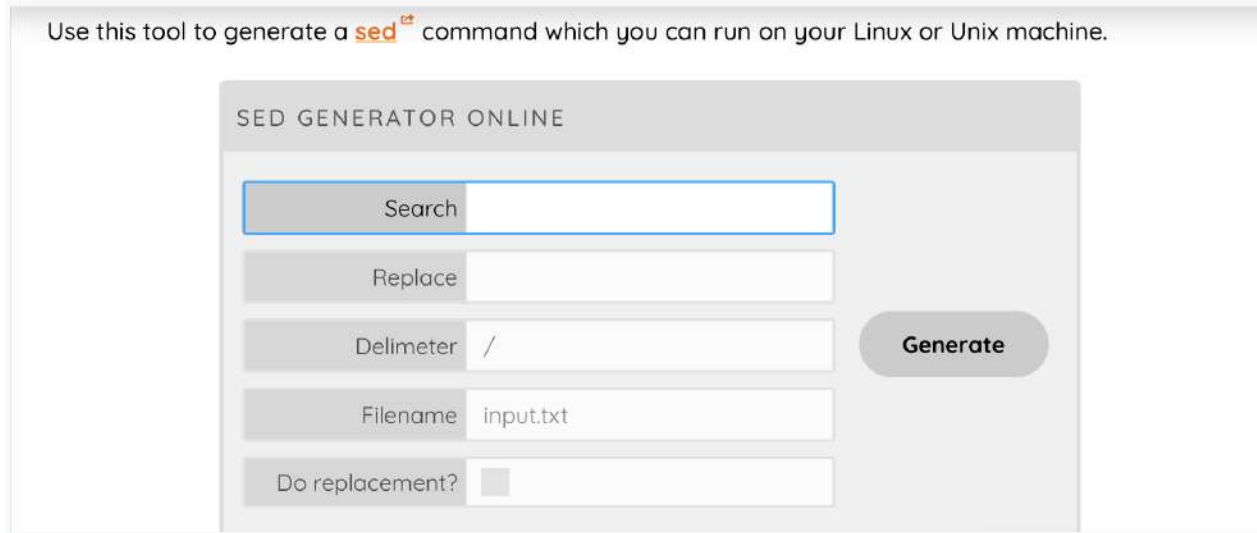 Use this tool to generate a sed command which you can run on your Linux or Unix machine.
SED GENERATOR ONLINE
Search
Replace
Delimeter /
Generate
Filename input.txt
Do replacement?